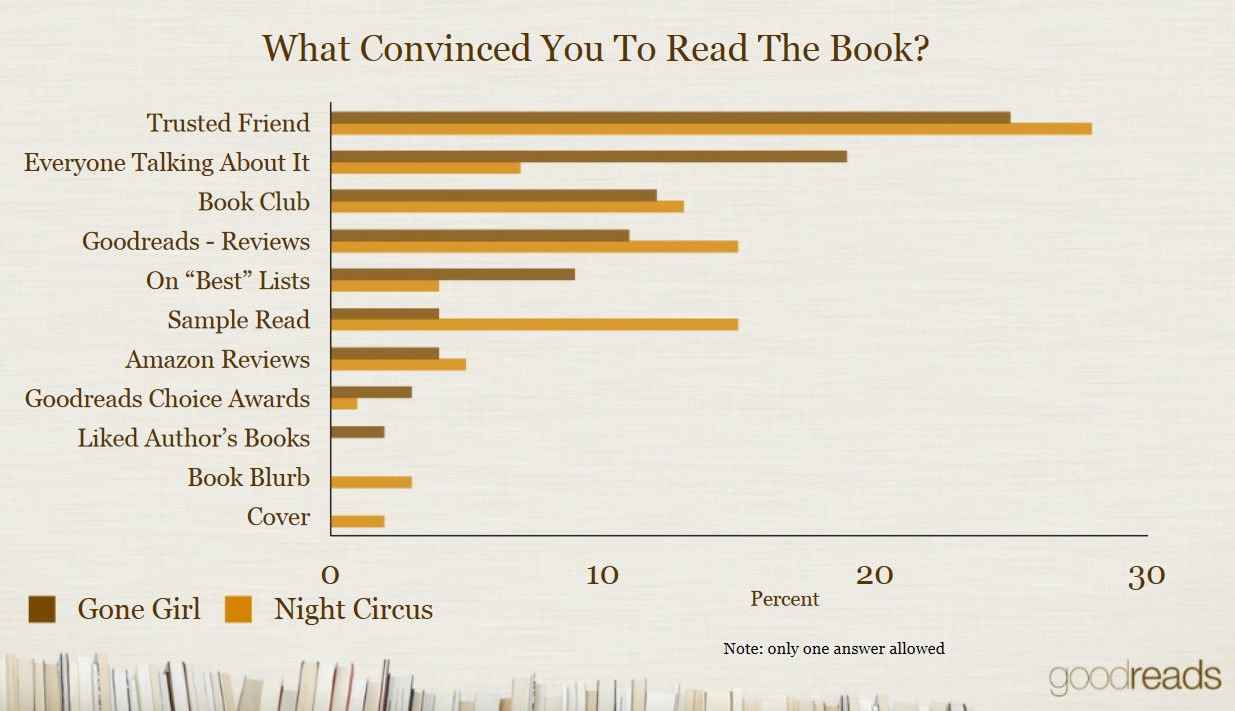 What Convinced You To Read The Book?
Trusted Friend
Everyone Talking About It
Book Club
Goodreads - Reviews
On “Best” Lists
Sample Read
Amazon Reviews
Goodreads Choice Awards
Liked Author’s Books
Book Blurb
Cover
0 10 20 30
Percent
Gone Girl Night Circus
Note: only one answer allowed
goodreads